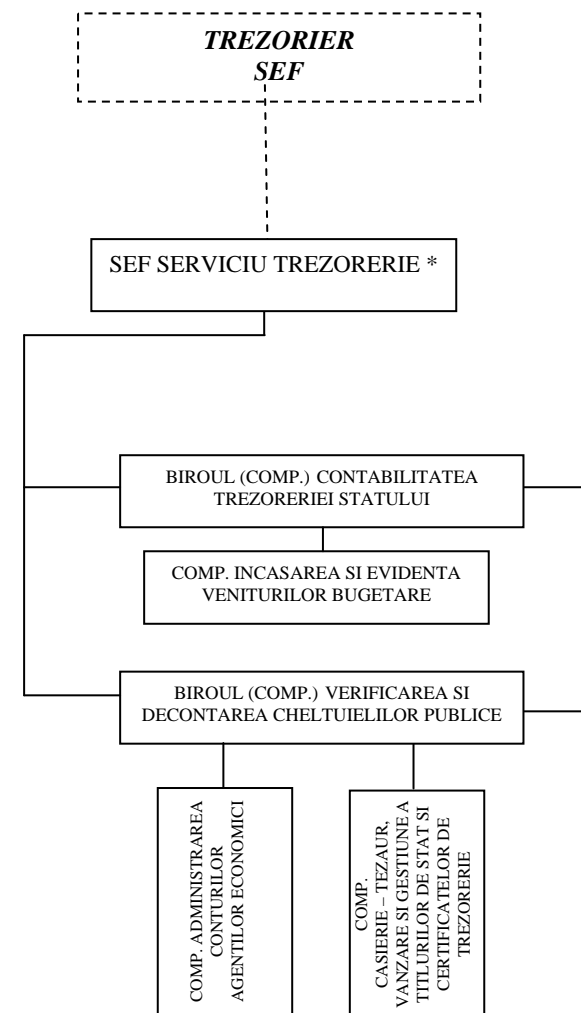 TREZORIER
SEF
SEF SERVICIU TREZORERIE *
BIROUL (COMP.) CONTABILITATEA
TREZORERIEI STATULUI
COMP. INCASAREA SI EVIDENTA
VENITURILOR BUGETARE
BIROUL (COMP.) VERIFICAREA SI
DECONTAREA CHELTUIELILOR PUBLICE
COMP. ADMINISTRAREA
CONTURILOR
AGENTILOR ECONOMICI
COMP.
CASIERIE – TEZAUR,
VANZARE SI GESTIUNE A
TITLURILOR DE STAT SI
CERTIFICATELOR DE
TREZORERIE